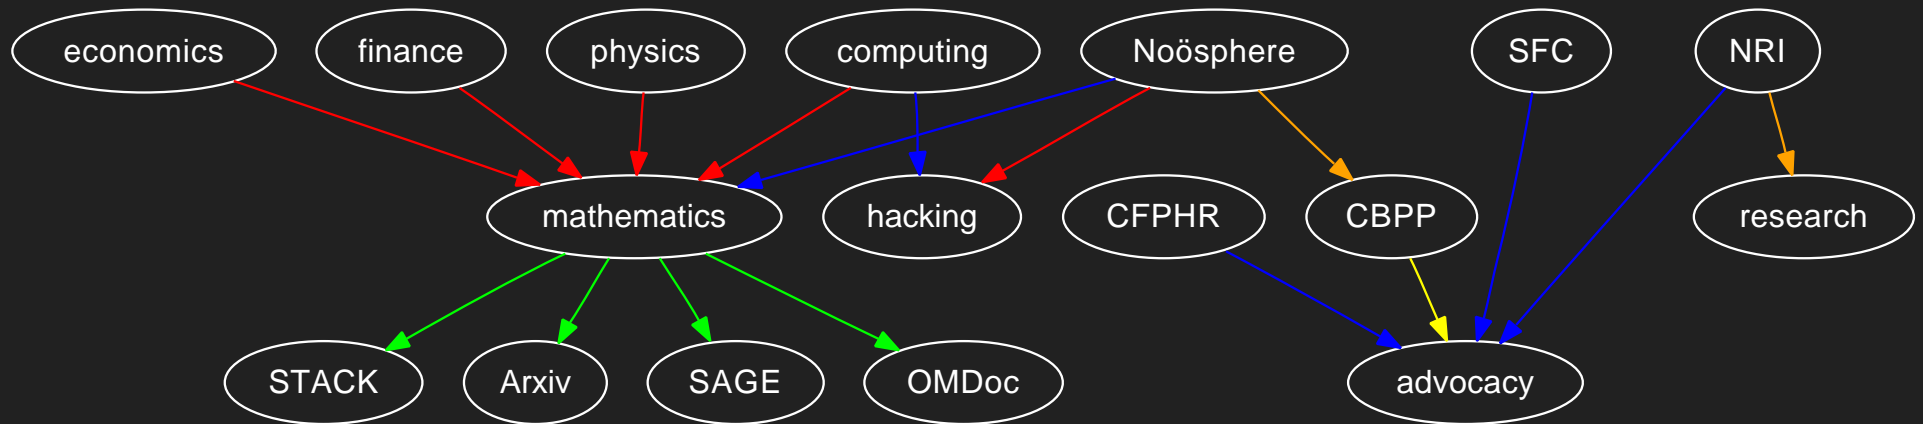 economics
finance
physics
computing
Noösphere
SFC
NRI
mathematics
hacking
CFPHR
CBPP
research
STACK
Arxiv
SAGE
OMDoc
advocacy